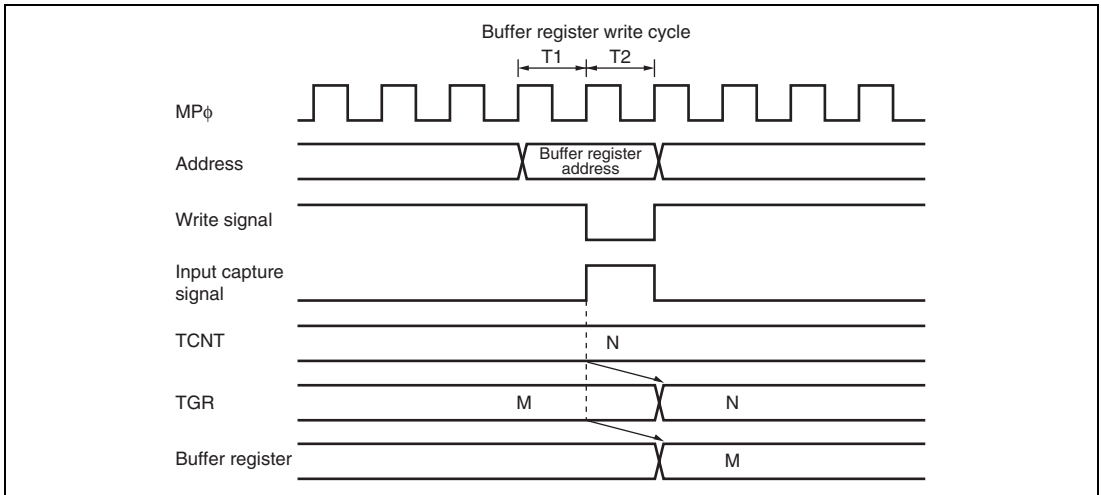 Buffer register write cycle
T1 T2
MPφ
Address
Buffer register
address
Write signal
Input capture
signal
TCNT
N
TGR
M
N
Buffer register
M